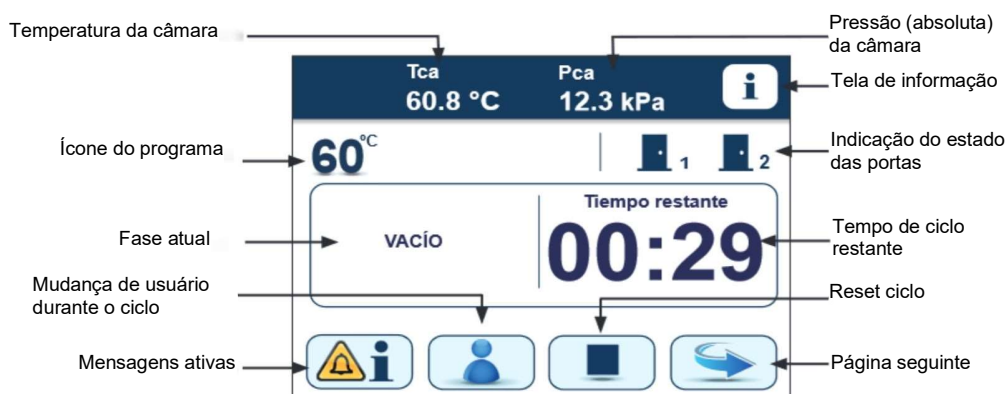 Temperatura da câmara
Pressão (absoluta)
da câmara
Tca
60.8 °C
Pca
12.3 kPa
i
Tela de informação
Ícone do programa
60°C
1
2
Indicação do estado
das portas
Fase atual
VACÍO
Tiempo restante
00:29
Tempo de ciclo
restante
Mudança de usuário
durante o ciclo
Reset ciclo
Mensagens ativas
i
Página seguinte